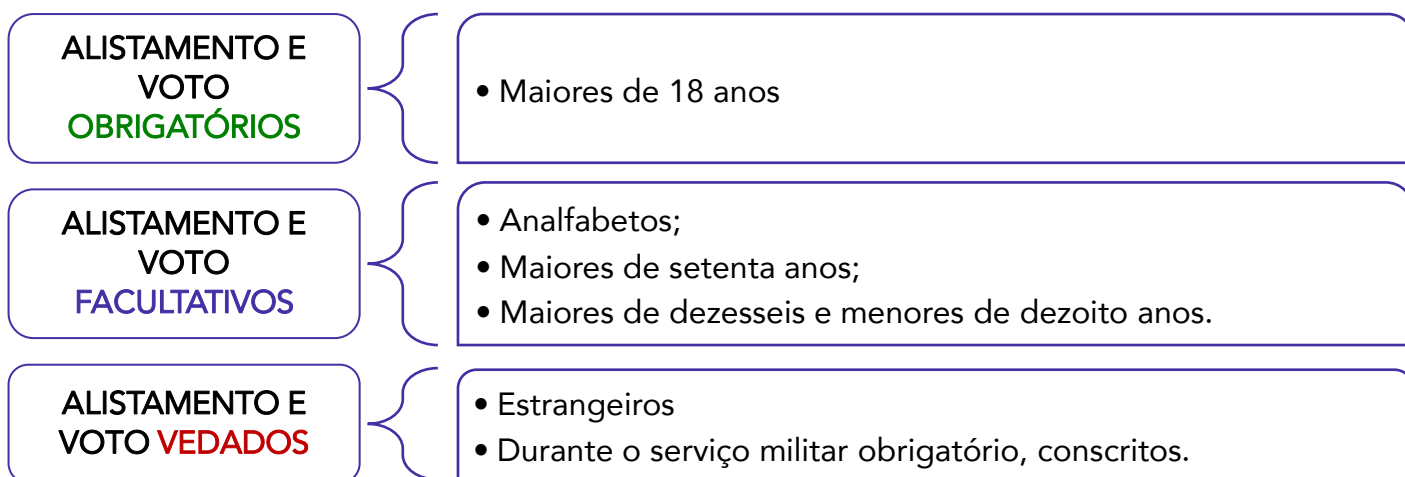 ALISTAMENTO E
VOTO
OBRIGATÓRIOS
• Maiores de 18 anos
ALISTAMENTO E
VOTO
FACULTATIVOS
• Analfabetos;
• Maiores de setenta anos;
• Maiores de dezesseis e menores de dezoito anos.
ALISTAMENTO E
VOTO VEDADOS
• Estrangeiros
• Durante o serviço militar obrigatório, conscritos.